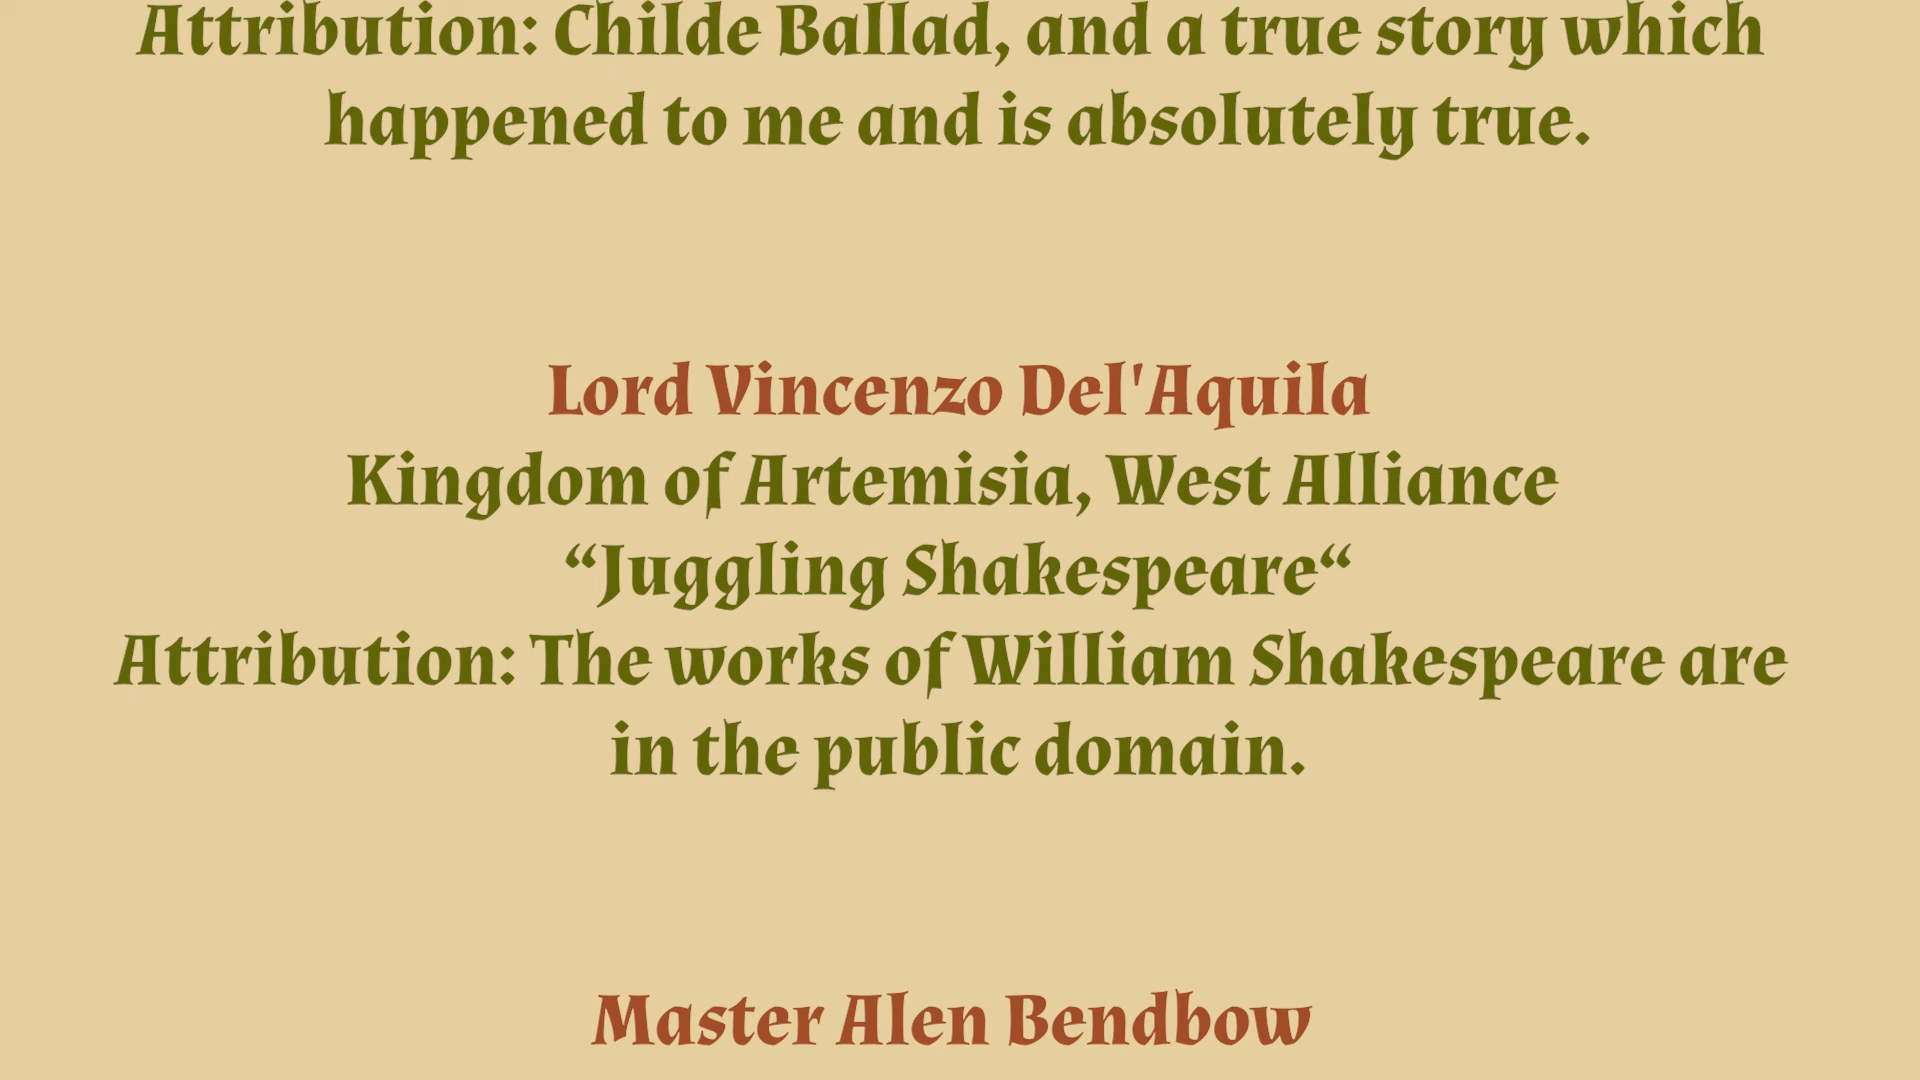 Attribution: Childe Ballad, and a true story which
happened to me and is absolutely true.
Lord Vincenzo Del'Aquila
Kingdom of Artemisia, West Alliance
“Juggling Shakespeare“
Attribution: The works of William Shakespeare are
in the public domain.
Master Alen Bendbow